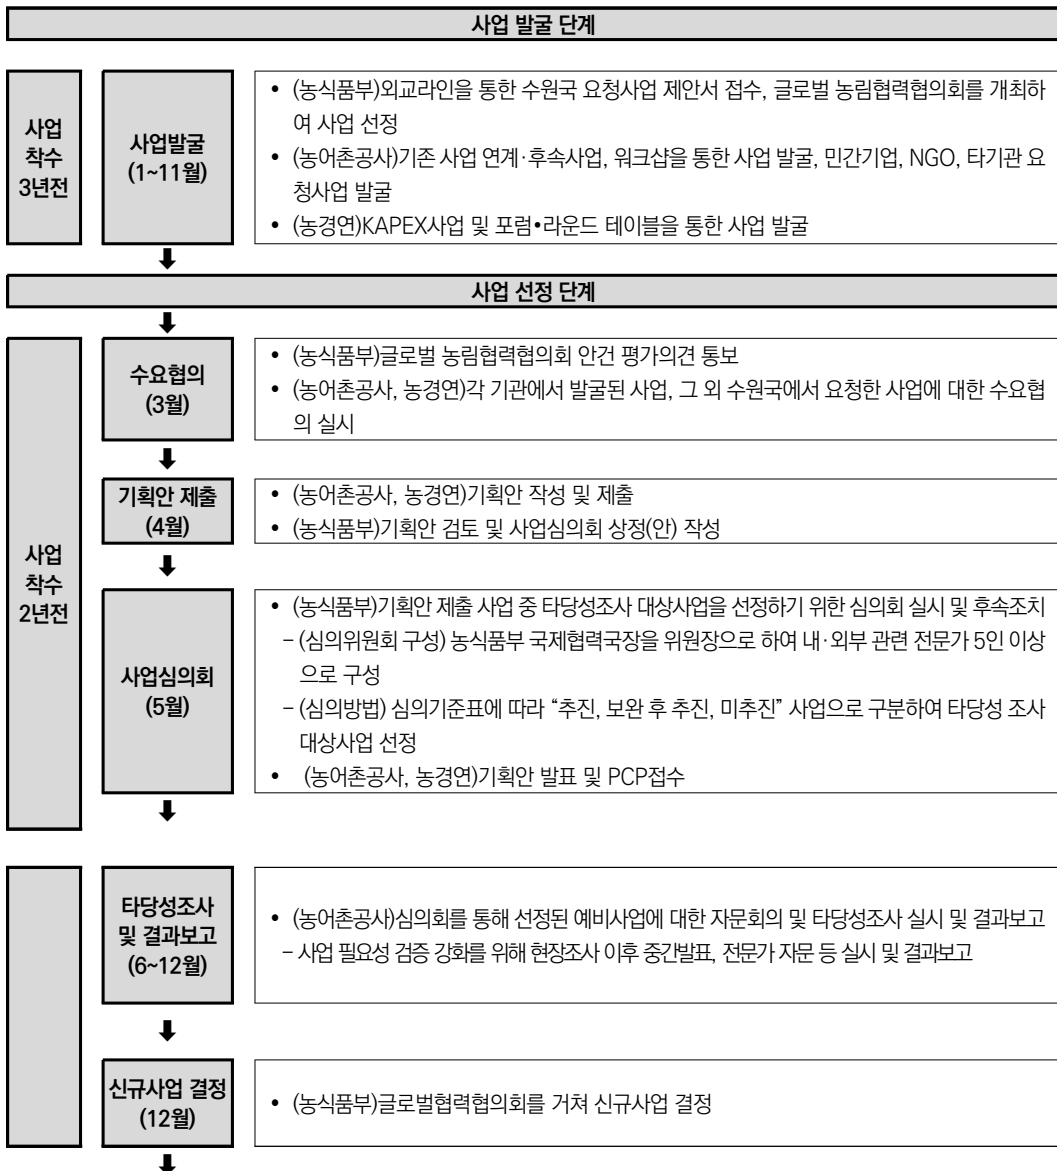 사업 발굴 단계
사업
착수
3년전
사업발굴
(1~11월)
• (농식품부)외교라인을 통한 수원국 요청사업 제안서 접수, 글로벌 농림협력협의회를 개최하
여 사업 선정
• (농어촌공사)기존 사업 연계·후속사업, 워크샵을 통한 사업 발굴, 민간기업, NGO, 타기관 요
청사업 발굴
• (농경연)KAPEX사업 및 포럼•라운드 테이블을 통한 사업 발굴
⬇
사업 선정 단계
⬇
사업
착수
2년전
수요협의
(3월)
• (농식품부)글로벌 농림협력협의회 안건 평가의견 통보
• (농어촌공사, 농경연)각 기관에서 발굴된 사업, 그 외 수원국에서 요청한 사업에 대한 수요협
의 실시
⬇
기획안 제출
(4월)
• (농어촌공사, 농경연)기획안 작성 및 제출
• (농식품부)기획안 검토 및 사업심의회 상정(안) 작성
⬇
사업심의회
(5월)
• (농식품부)기획안 제출 사업 중 타당성조사 대상사업을 선정하기 위한 심의회 실시 및 후속조치
– (심의위원회 구성) 농식품부 국제협력국장을 위원장으로 하여 내·외부 관련 전문가 5인 이상
으로 구성
– (심의방법) 심의기준표에 따라 “추진, 보완 후 추진, 미추진” 사업으로 구분하여 타당성 조사
대상사업 선정
• (농어촌공사, 농경연)기획안 발표 및 PCP접수
⬇
타당성조사
및 결과보고
(6~12월)
• (농어촌공사)심의회를 통해 선정된 예비사업에 대한 자문회의 및 타당성조사 실시 및 결과보고
– 사업 필요성 검증 강화를 위해 현장조사 이후 중간발표, 전문가 자문 등 실시 및 결과보고
⬇
신규사업 결정
(12월)
• (농식품부)글로벌협력협의회를 거쳐 신규사업 결정
⬇